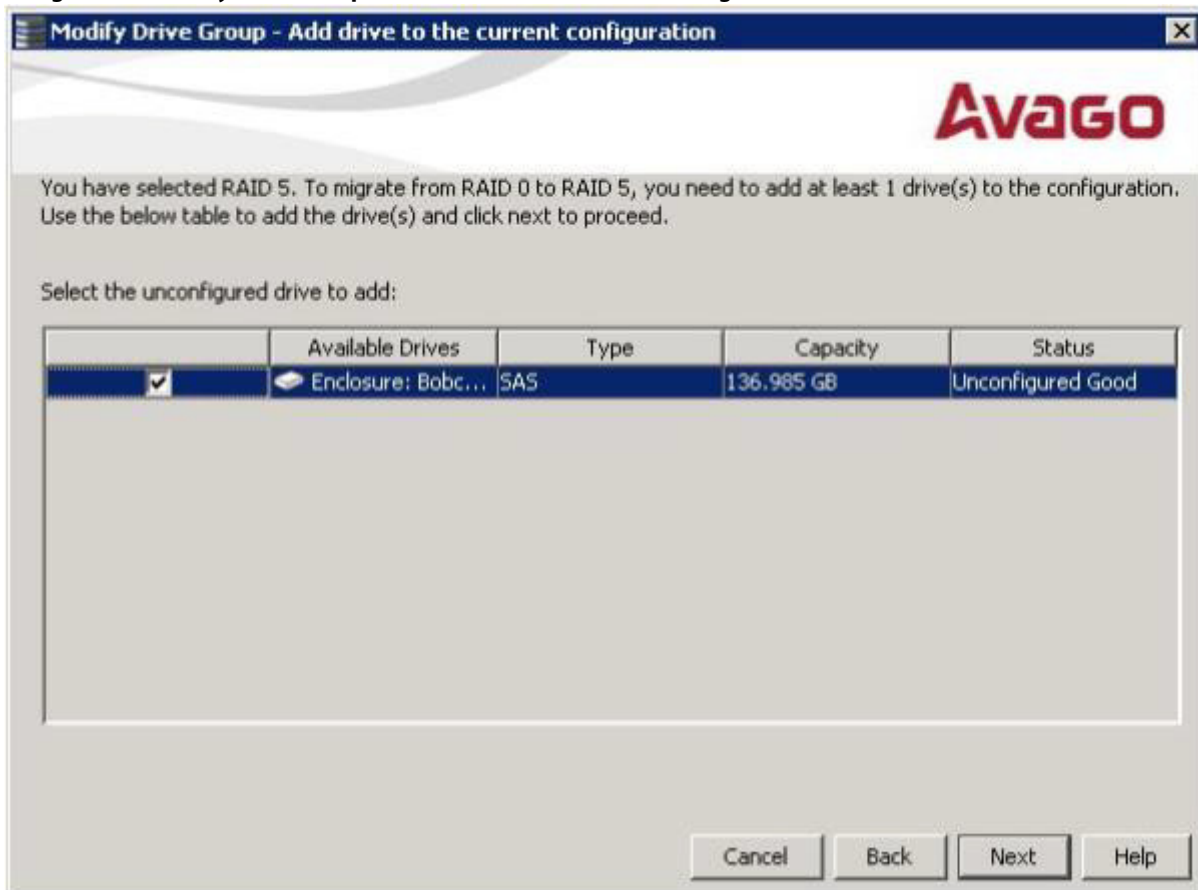 Modify Drive Group - Add drive to the current configuration
Avago
You have selected RAID 5. To migrate from RAID 0 to RAID 5, you need to add at least 1 drive(s) to the configuration.
Use the below table to add the drive(s) and click next to proceed.
Select the unconfigured drive to add:
Available Drives Type Capacity Status
Enclosure: Bobc... SAS 136.985 GB Unconfigured Good
Cancel Back Next Help